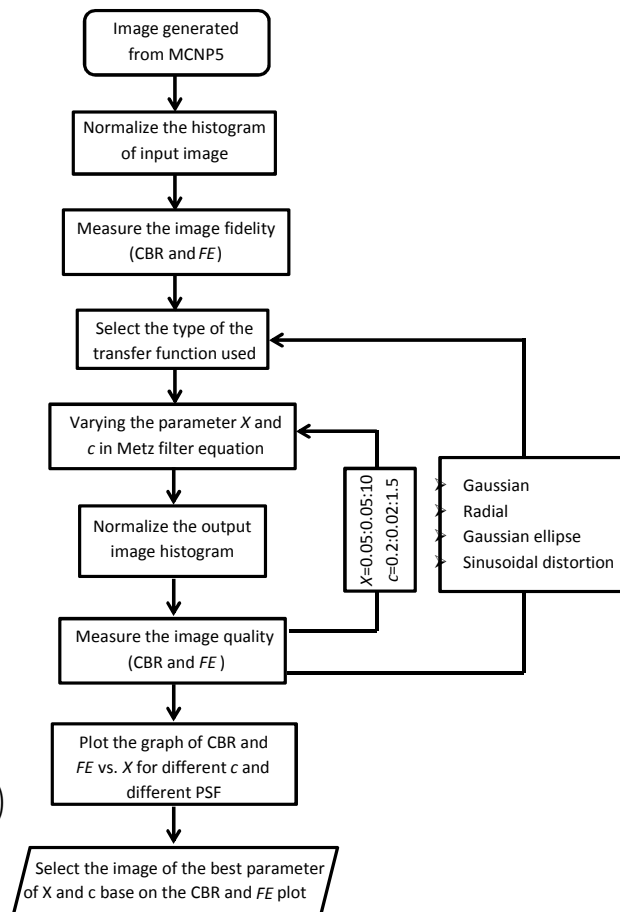 Image generated
from MCNP5
Normalize the histogram
of input image
Measure the image fidelity
(CBR and FE)
Select the type of the
transfer function used
Varying the parameter X and
c in Metz filter equation
Normalize the output
image histogram
Measure the image quality
(CBR and FE)
X=0.05:0.05:10
c=0.2:0.02:1.5
➢ Gaussian
➢ Radial
➢ Gaussian ellipse
➢ Sinusoidal distortion
Plot the graph of CBR and
FE vs. X for different c and
different PSF
)
Select the image of the best parameter
of X and c base on the CBR and FE plot